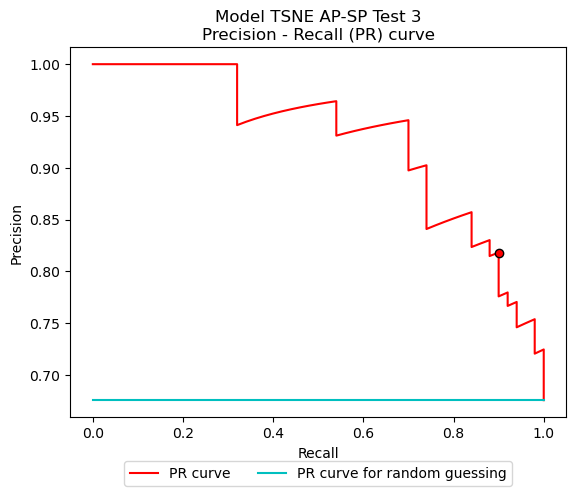 Model TSNE AP-SP Test 3
Precision - Recall (PR) curve
1.00
0.95
0.90
0.85
0.80
0.75
0.70
Precision
0.0 0.2 0.4 0.6 0.8 1.0
Recall
PR curve PR curve for random guessing